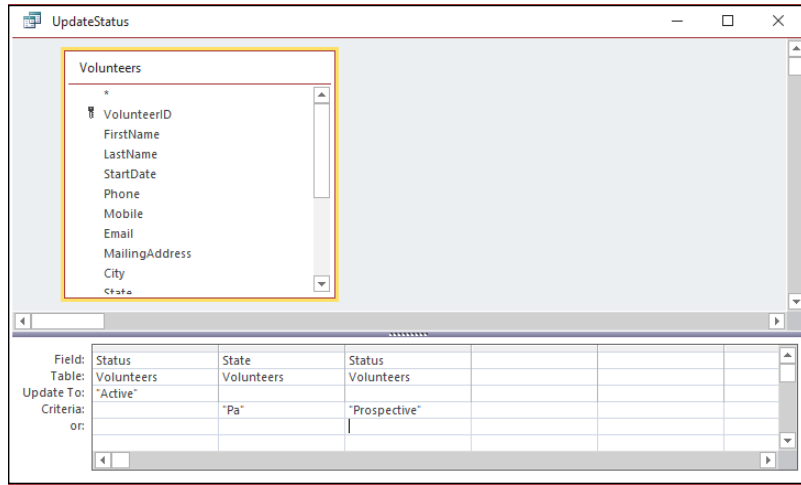 UpdateStatus
Volunteers
*
VolunteerID
FirstName
LastName
StartDate
Phone
Mobile
Email
MailingAddress
City
State
Field: Status State Status
Table: Volunteers Volunteers Volunteers
Update To: "Active"
Criteria: "Pa" "Prospective"
or: